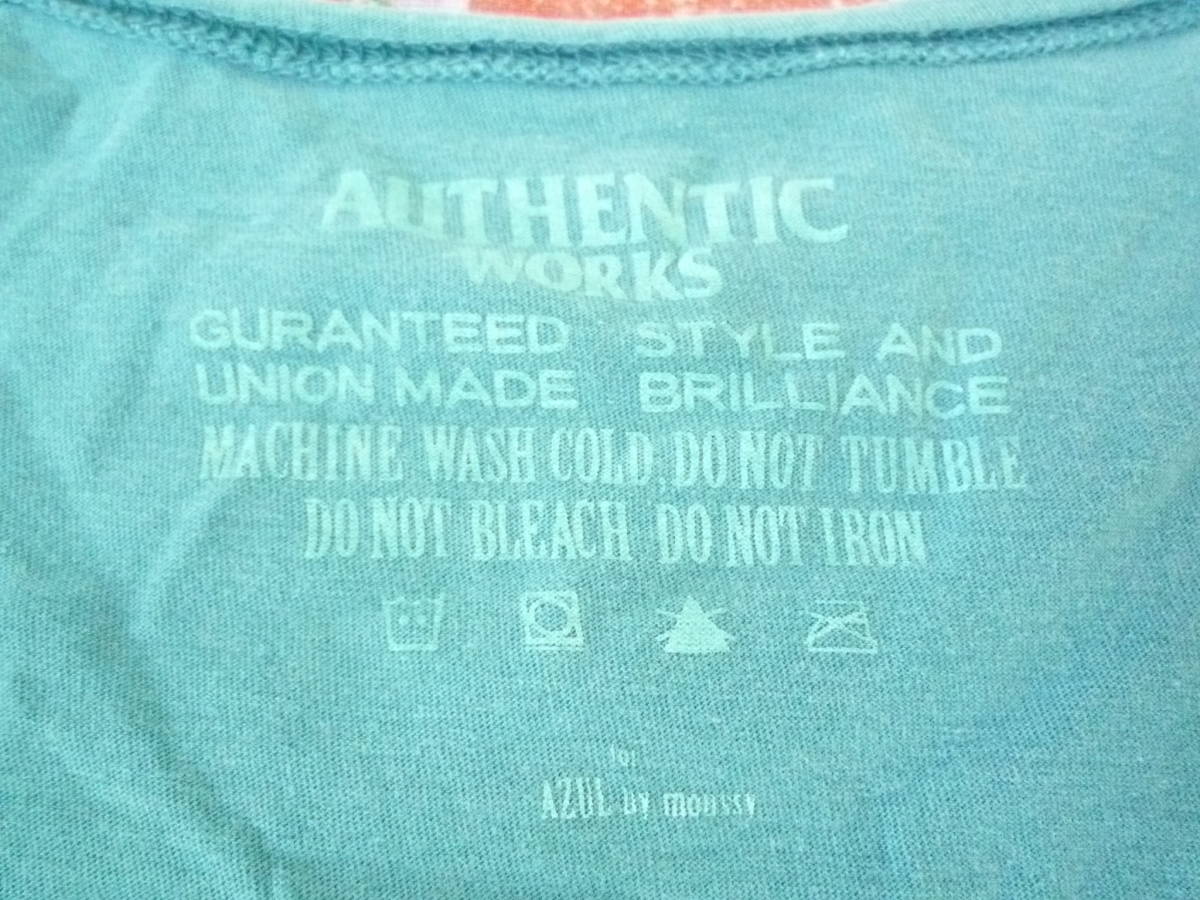 AUTHENTIC
WORKS
GURANTEED STYLE AND
UNION MADE BRILLIANCE
MACHINE WASH COLD, DO NOT TUMBLE
DO NOT BLEACH DO NOT IRON
for
AZUL by moussy